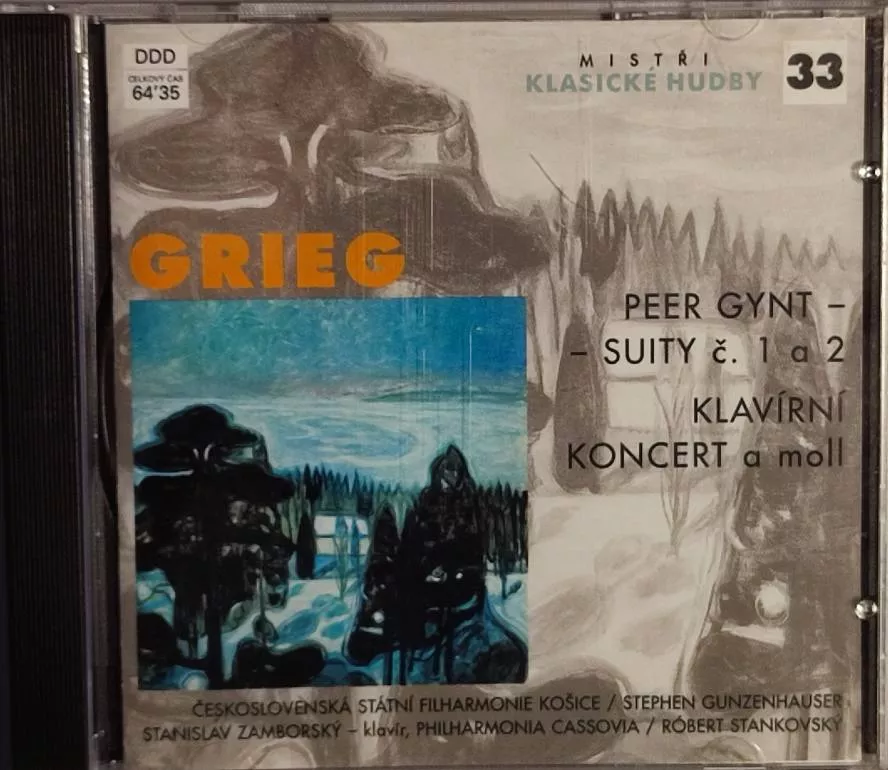 DDD
CELKOVÝ ČAS
64'35
MISTŘI
KLASICKÉ HUDBY
33
GRIEG
PEER GYNT –
– SUITY č. 1 a 2
KLAVÍRNÍ
KONCERT a moll
ČESKOSLOVENSKÁ STÁTNÍ FILHARMONIE KOŠICE / STEPHEN GUNZENHAUSER
STANISLAV ZAMBORSKÝ – klavír, PHILHARMONIA CASSOVIA / RÓBERT STANKOVSKÝ